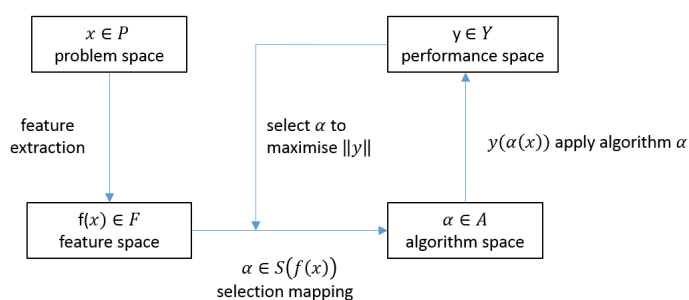 x ∈ P
problem space
y ∈ Y
performance space
feature
extraction
select α to
maximise ‖y‖
y(α(x)) apply algorithm α
f(x) ∈ F
feature space
α ∈ A
algorithm space
α ∈ S(f(x))
selection mapping